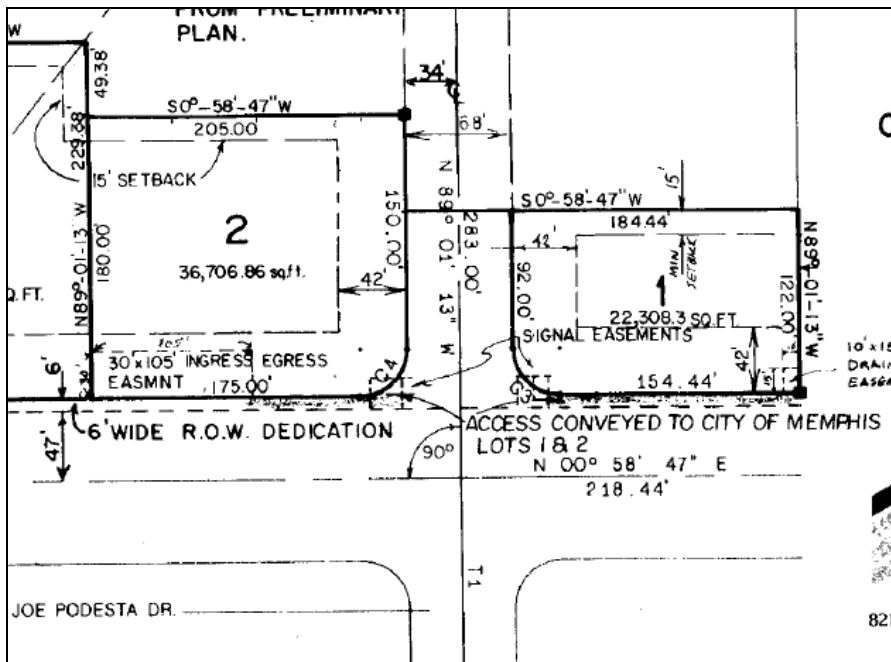 FROM PRELIMINARY
PLAN.
W
49.38'
34'
S0°-58'-47"W
205.00
68'
229.38'
15' SETBACK
N89°-01-13 W
180.00'
2
36,706.86 sq.ft.
150.00'
42'
N 89° 01' 13" W
283.00'
S0°-58'-47"W
15'
184.44'
42'
MIN
SETBACK
92.00'
1
22,308.3 SQ.FT.
N89°-01'-13"W
122.00
Q.FT.
SIGNAL EASEMENTS
42'
105'
30'x105' INGRESS EGRESS
EASMNT
175.00'
C4
C3
154.44'
15'
10'x15
DRAIN
EASEM
6'
47'
6' WIDE R.O.W. DEDICATION
90°
ACCESS CONVEYED TO CITY OF MEMPHIS
LOTS 1 & 2
N 00° 58' 47" E
218.44'
JOE PODESTA DR.
821